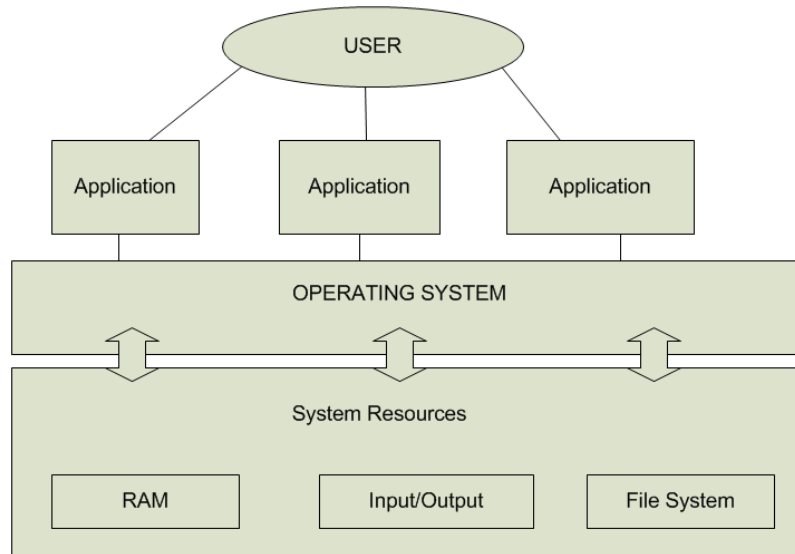 USER
Application
Application
Application
OPERATING SYSTEM
System Resources
RAM
Input/Output
File System